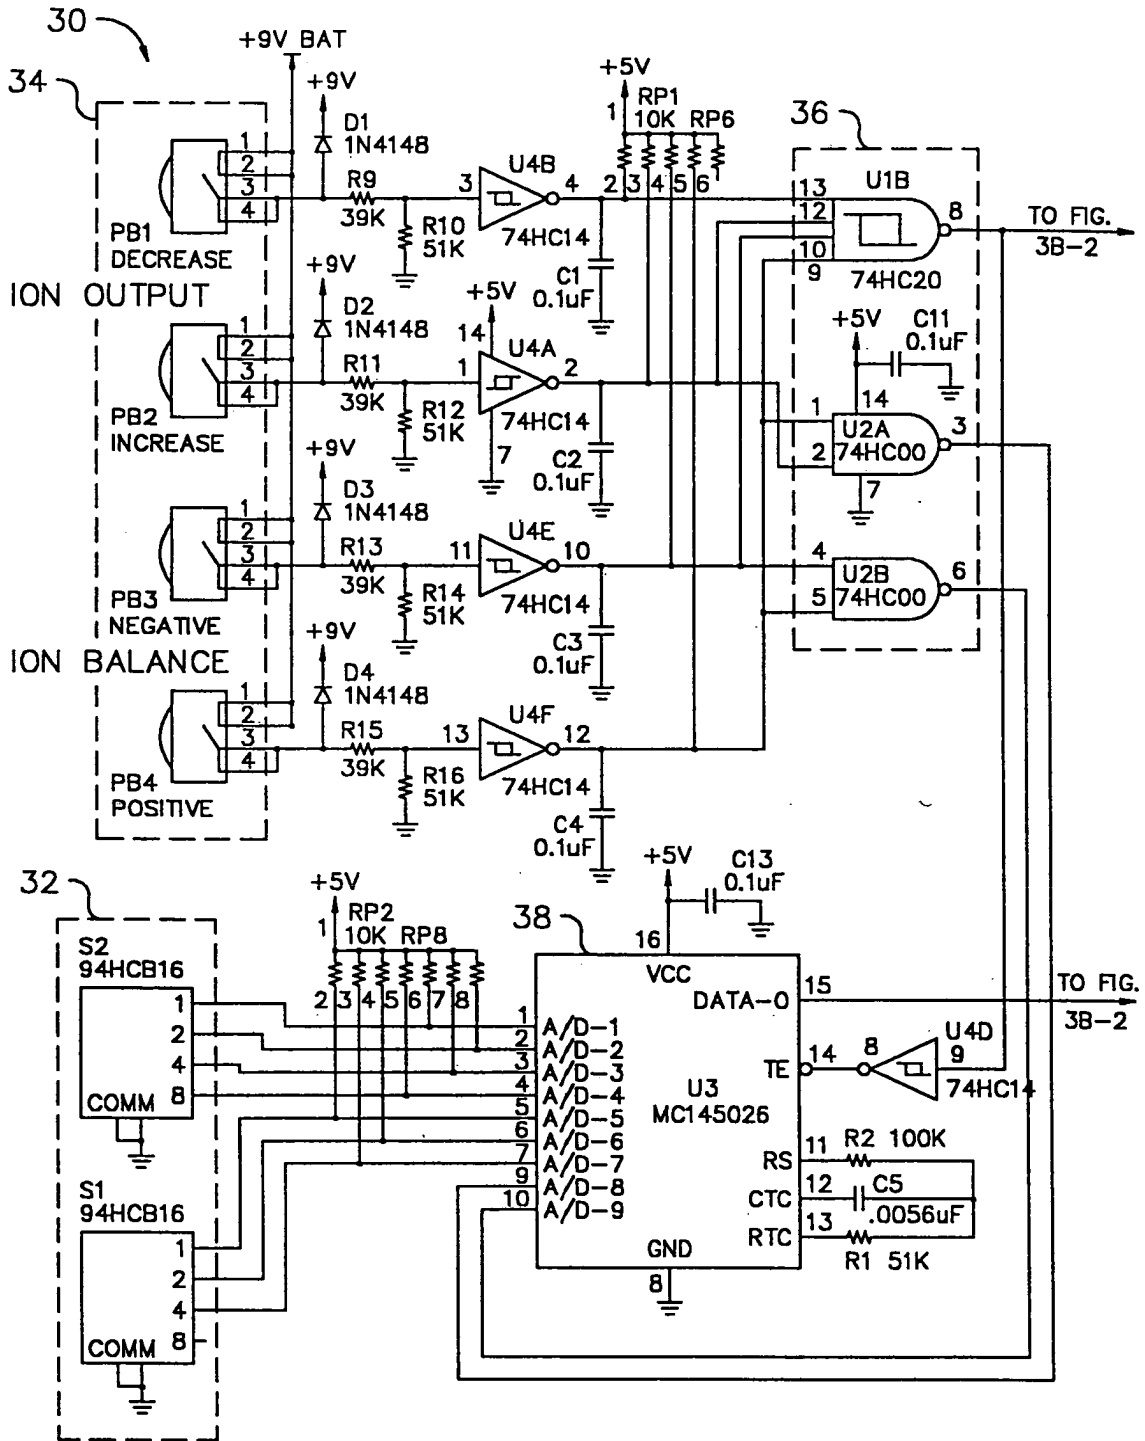 30
+9V BAT
34
+9V
+5V
1
RP1
10K
RP6
36
D1
1N4148
1
2
3
4
R9
39K
3
U4B
4
2
3
4
5
6
13
12
10
9
U1B
8
TO FIG.
3B-2
R10
51K
74HC14
74HC20
PB1
DECREASE
C1
0.1uF
ION OUTPUT
+9V
D2
1N4148
+5V
14
+5V
C11
0.1uF
1
2
3
4
R11
39K
1
U4A
2
14
1
2
U2A
74HC00
3
R12
51K
74HC14
7
7
PB2
INCREASE
C2
0.1uF
+9V
D3
1N4148
1
2
3
4
R13
39K
11
U4E
10
4
5
U2B
74HC00
6
R14
51K
74HC14
PB3
NEGATIVE
C3
0.1uF
ION BALANCE
+9V
D4
1N4148
1
2
3
4
R15
39K
13
U4F
12
R16
51K
74HC14
PB4
POSITIVE
C4
0.1uF
32
+5V
1
RP2
10K
RP8
38
+5V
C13
0.1uF
S2
94HCB16
16
VCC
2
3
4
5
6
7
8
1
2
4
8
COMM
DATA-O
15
TO FIG.
3B-2
1
A/D-1
2
A/D-2
3
A/D-3
4
A/D-4
5
A/D-5
6
A/D-6
7
A/D-7
9
A/D-8
10
A/D-9
TE
14
8
U4D
9
74HC14
U3
MC145026
RS
11
R2 100K
CTC
12
C5
.0056uF
RTC
13
R1 51K
GND
8
S1
94HCB16
1
2
4
8
COMM